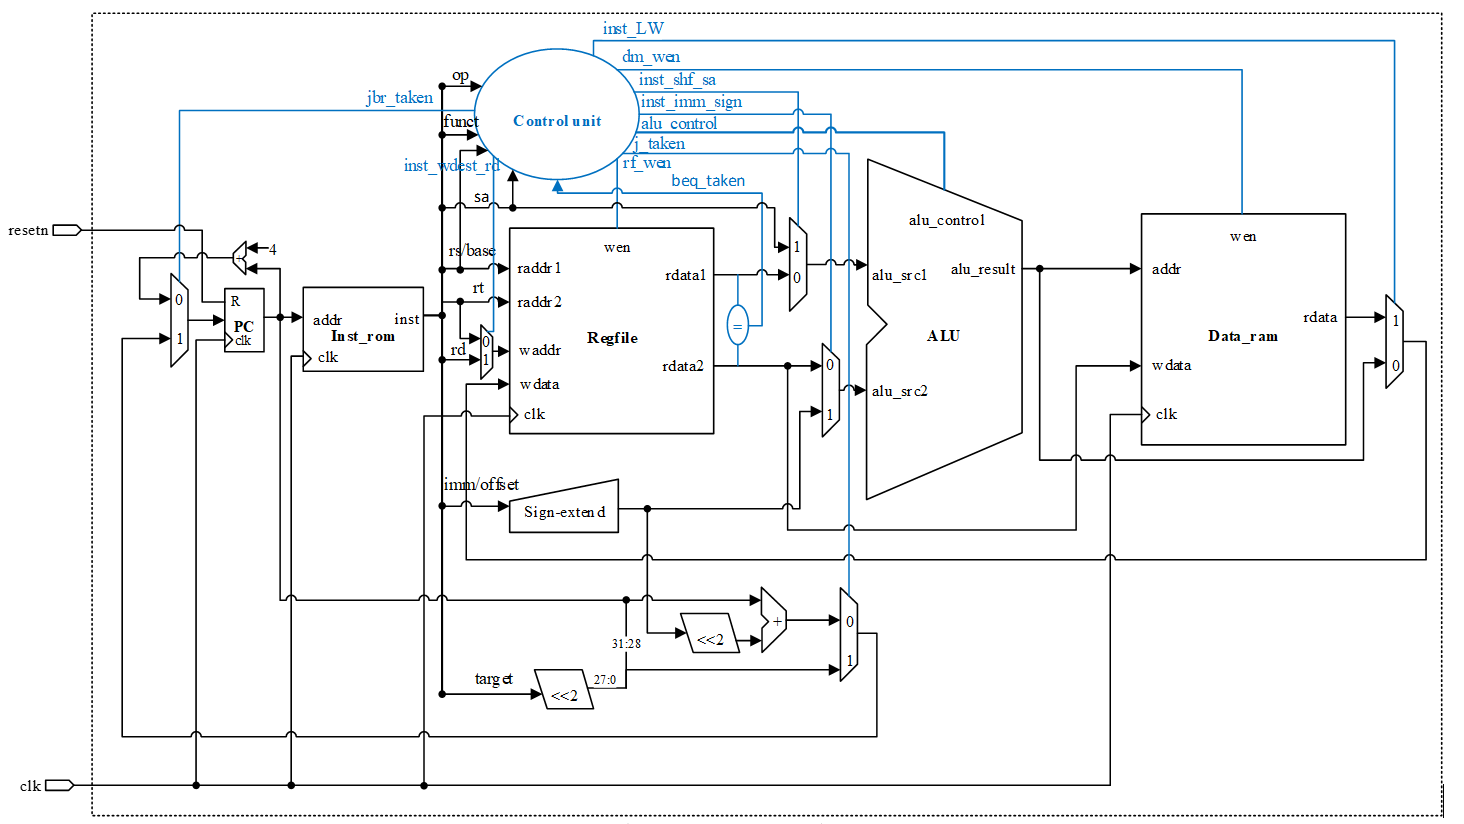 inst_LW
dm_wen
inst_shf_sa
inst_imm_sign
alu_control
j_taken
rf_wen
beq_taken
op
jbr_taken
funct
Control unit
inst_wdest_rd
sa
resetn
4
+
rs/base
wen
raddr1
rdata1
1
0
alu_control
alu_src1
alu_result
wen
addr
0
R
PC
clk
1
addr
inst
Inst_rom
clk
rt
raddr2
=
rd
0
1
waddr
Regfile
rdata2
wdata
clk
0
1
ALU
alu_src2
rdata
Data_ram
wdata
clk
1
0
imm/offset
Sign-extend
31:28
<<2
+
0
1
target
<<2
27:0
clk